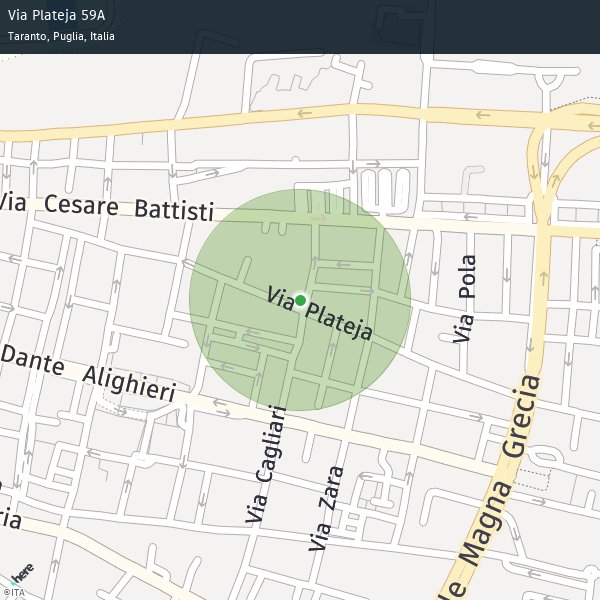 Via Plateja 59A
Taranto, Puglia, Italia
Via Cesare Battisti
Via Plateja
Via Pola
Dante Alighieri
Via Cagliari
Via Zara
Magna Grecia
ria
here
©ITA